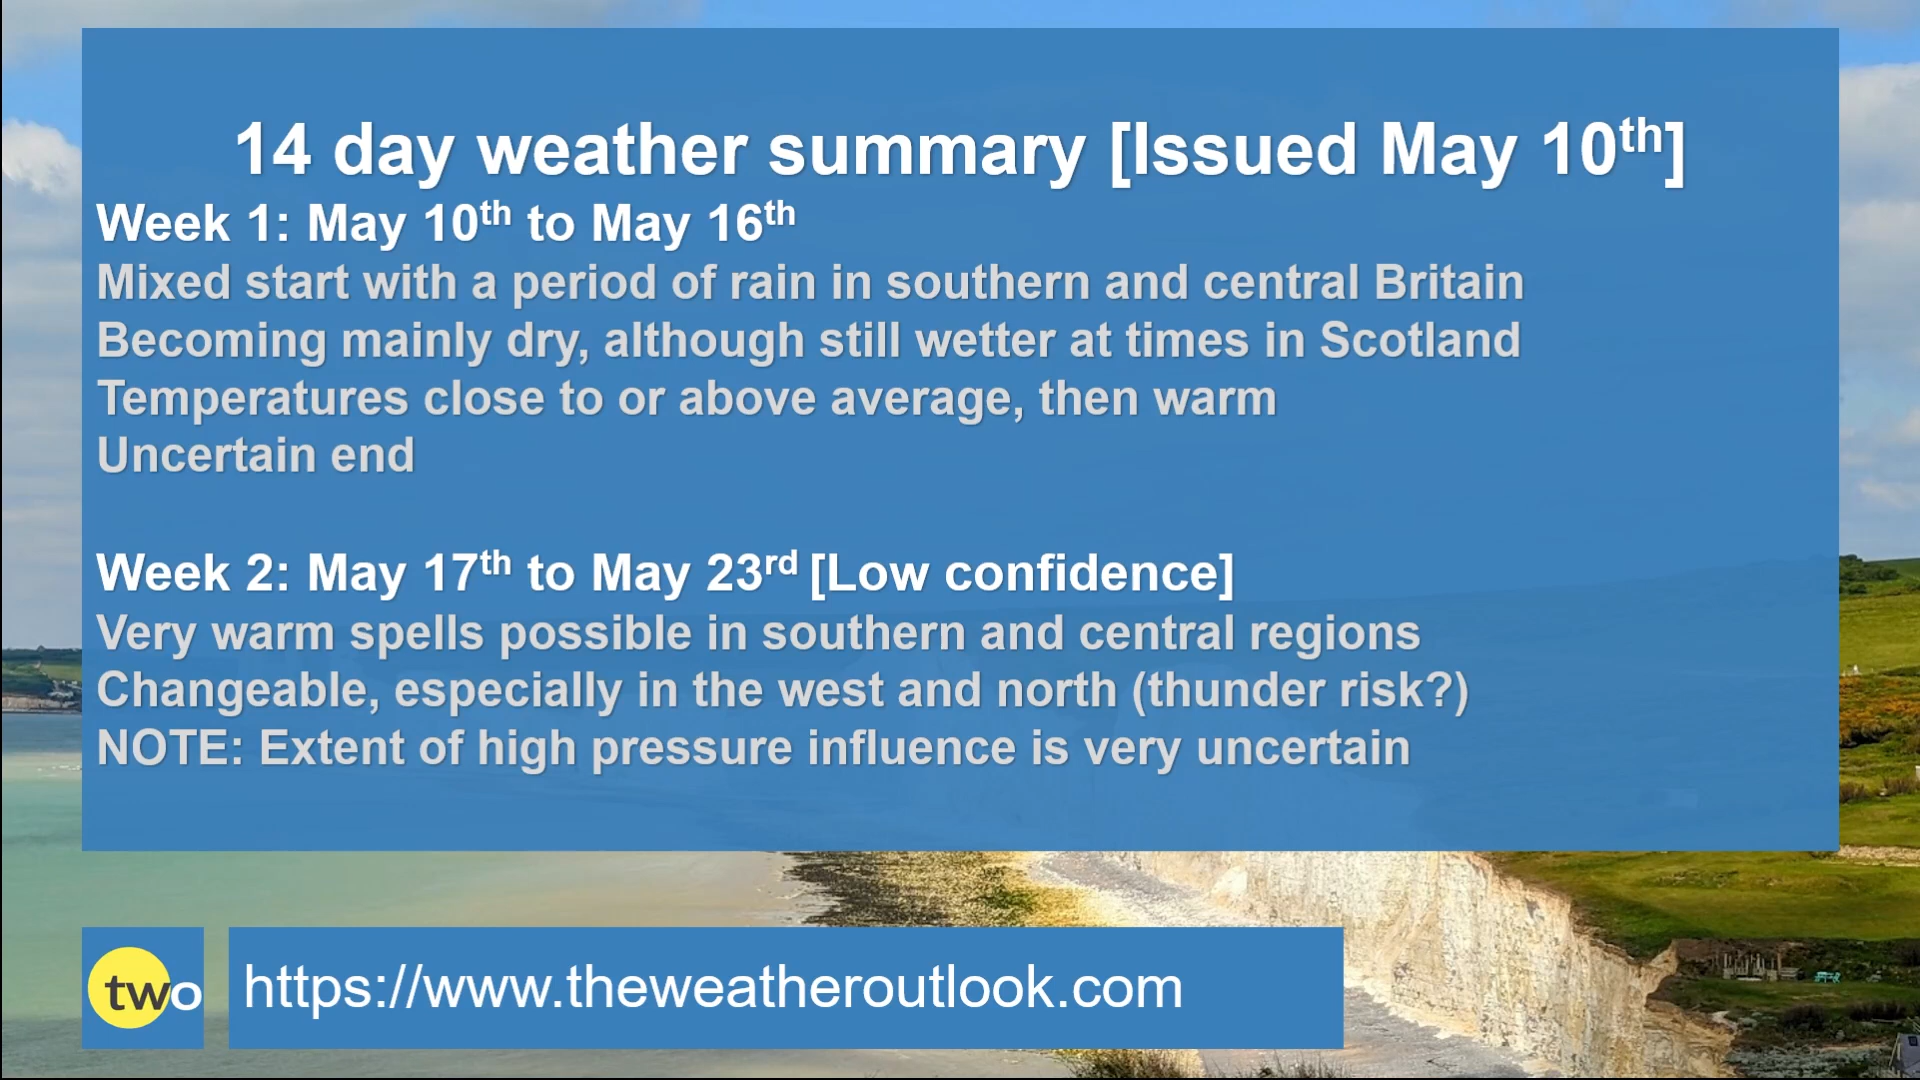 14 day weather summary [Issued May 10th]
Week 1: May 10th to May 16th
Mixed start with a period of rain in southern and central Britain
Becoming mainly dry, although still wetter at times in Scotland
Temperatures close to or above average, then warm
Uncertain end
Week 2: May 17th to May 23rd [Low confidence]
Very warm spells possible in southern and central regions
Changeable, especially in the west and north (thunder risk?)
NOTE: Extent of high pressure influence is very uncertain
two
https://www.theweatheroutlook.com